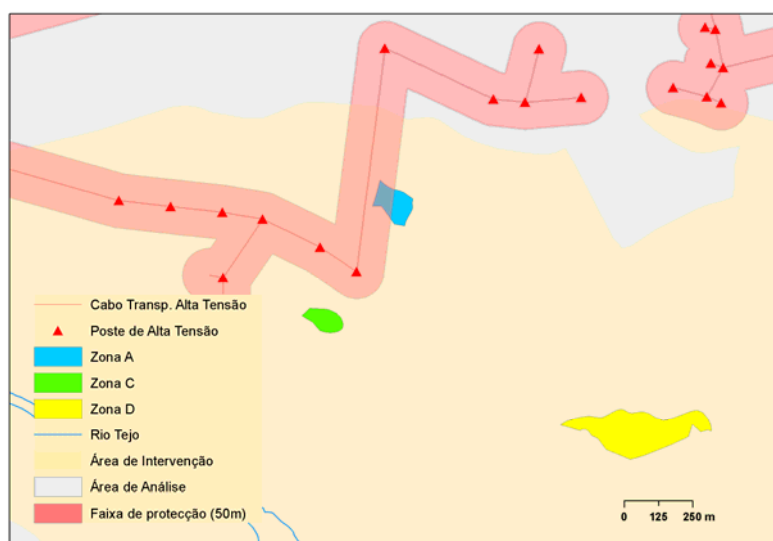 Cabo Transp. Alta Tensão
Poste de Alta Tensão
Zona A
Zona C
Zona D
Rio Tejo
Área de Intervenção
Área de Análise
Faixa de protecção (50m)
0 125 250 m